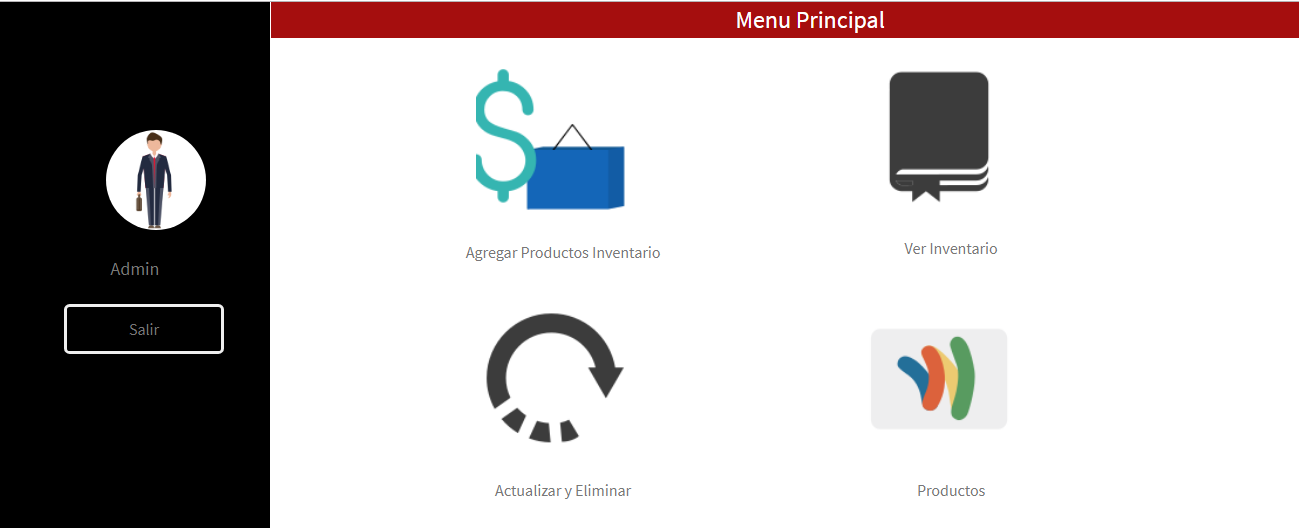 Menu Principal
Admin
Salir
Agregar Productos Inventario
Ver Inventario
Actualizar y Eliminar
Productos